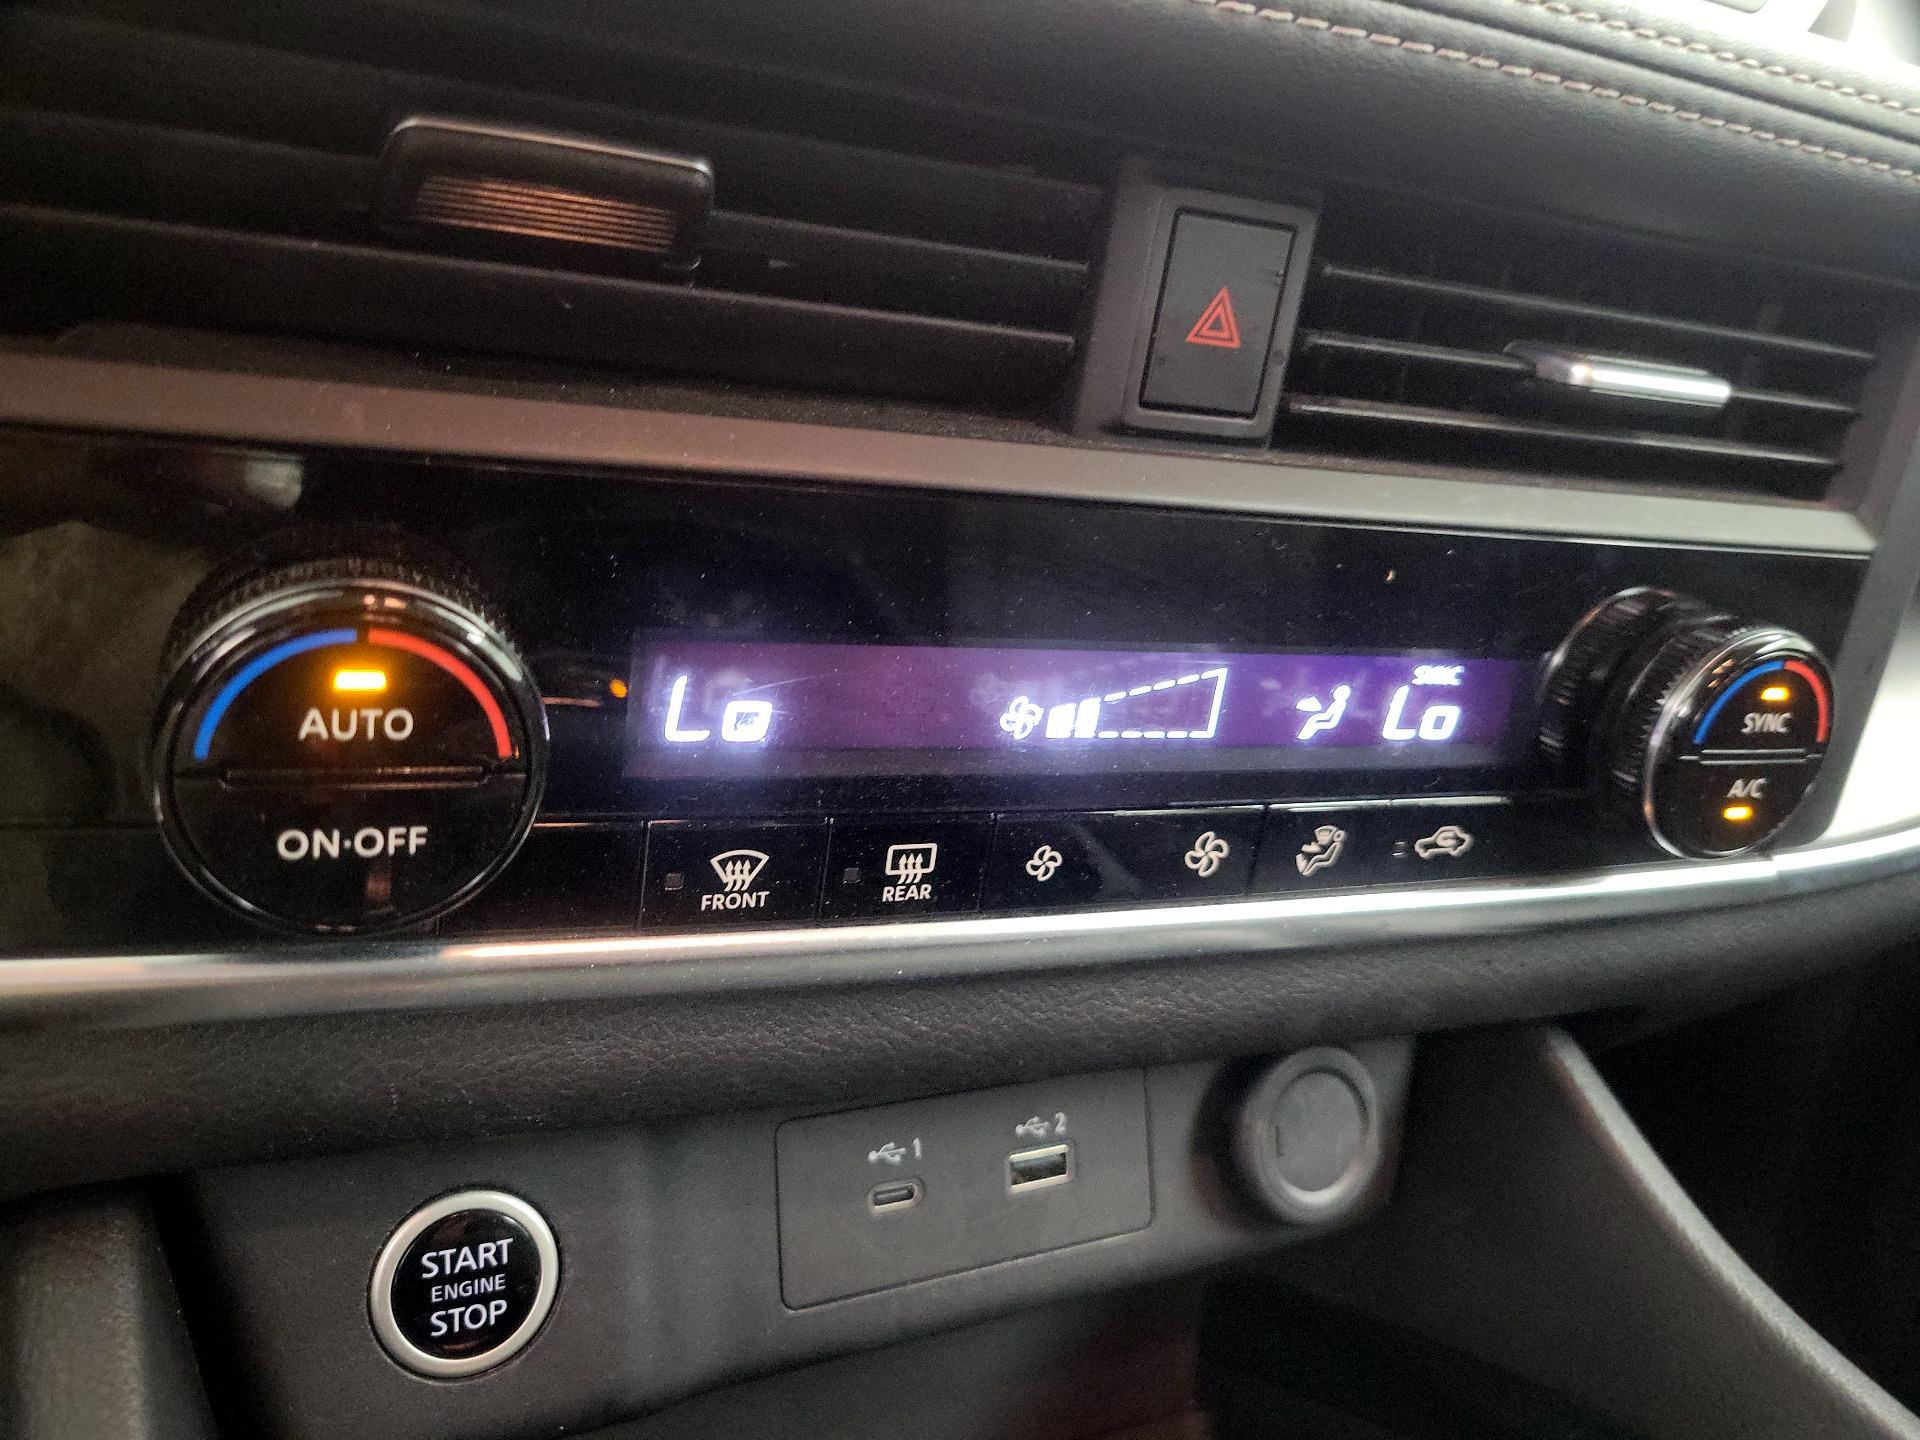 AUTO
ON·OFF
Lo
SYNC
Lo
SYNC
A/C
FRONT
REAR
1
2
START
ENGINE
STOP